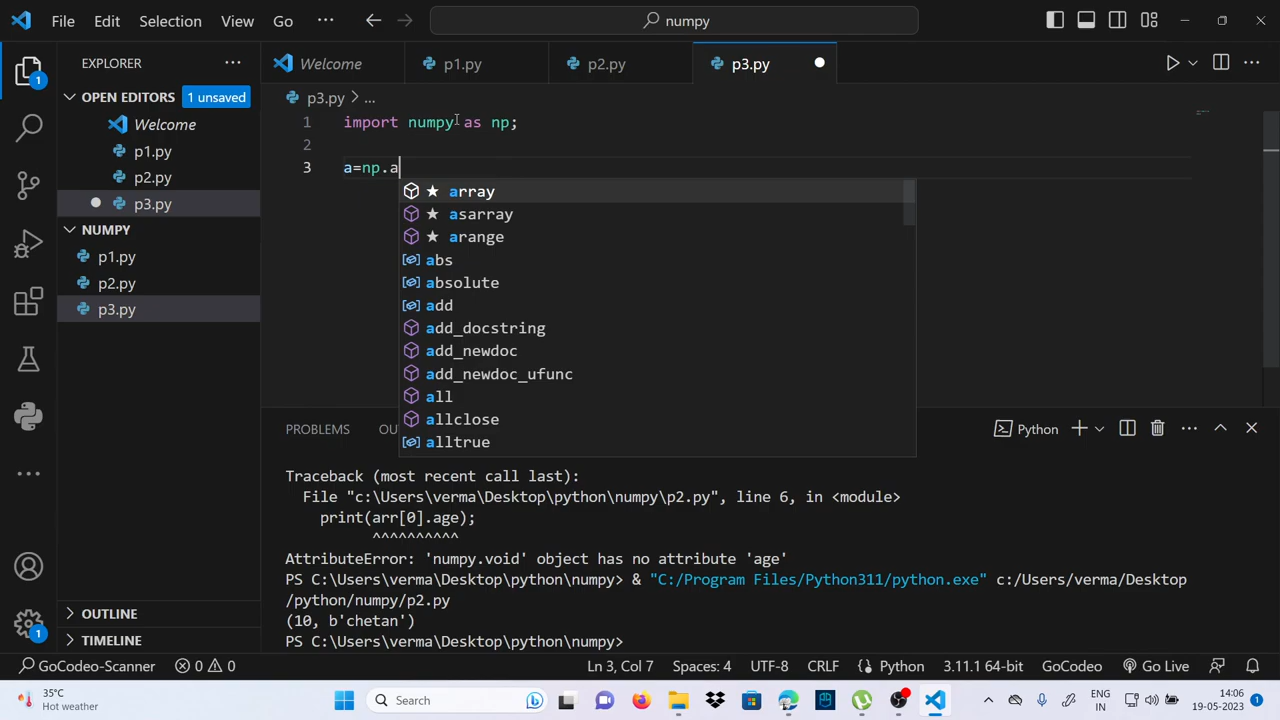 File Edit Selection View Go ··· numpy
EXPLORER ···
Welcome p1.py p2.py p3.py
OPEN EDITORS 1 unsaved
p3.py > ...
Welcome
1 import numpy as np;
p1.py
2
p2.py
3 a=np.a
p3.py
array
NUMPY
asarray
p1.py
arange
p2.py
abs
p3.py
absolute
add
add_docstring
add_newdoc
add_newdoc_ufunc
all
allclose
alltrue
PROBLEMS OU Python
Traceback (most recent call last):
File "c:\Users\verma\Desktop\python\numpy\p2.py", line 6, in <module>
print(arr[0].age);
^^^^^^^^^^
AttributeError: 'numpy.void' object has no attribute 'age'
PS C:\Users\verma\Desktop\python\numpy> & "C:/Program Files/Python311/python.exe" c:/Users/verma/Desktop
/python/numpy/p2.py
(10, b'chetan')
PS C:\Users\verma\Desktop\python\numpy>
OUTLINE
TIMELINE
1
1
GoCodeo-Scanner 0 0 Ln 3, Col 7 Spaces: 4 UTF-8 CRLF Python 3.11.1 64-bit GoCodeo Go Live
35°C
Hot weather
Search
ENG
IN
14:06
19-05-2023
1